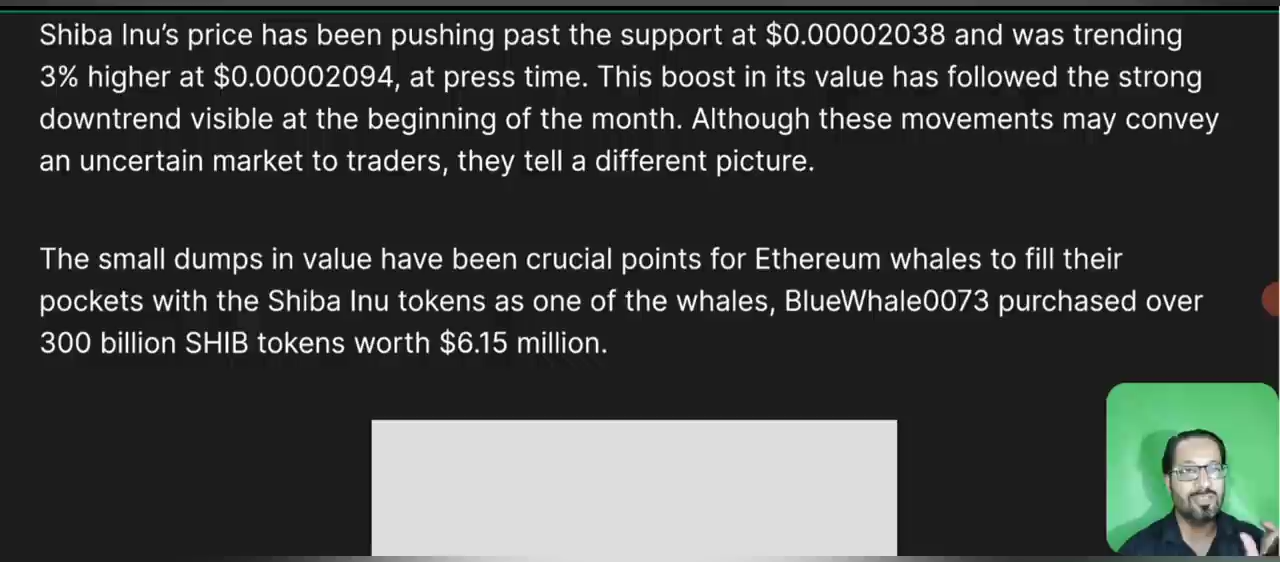 Shiba Inu's price has been pushing past the support at $0.00002038 and was trending
3% higher at $0.00002094, at press time. This boost in its value has followed the strong
downtrend visible at the beginning of the month. Although these movements may convey
an uncertain market to traders, they tell a different picture.
The small dumps in value have been crucial points for Ethereum whales to fill their
pockets with the Shiba Inu tokens as one of the whales, BlueWhale0073 purchased over
300 billion SHIB tokens worth $6.15 million.